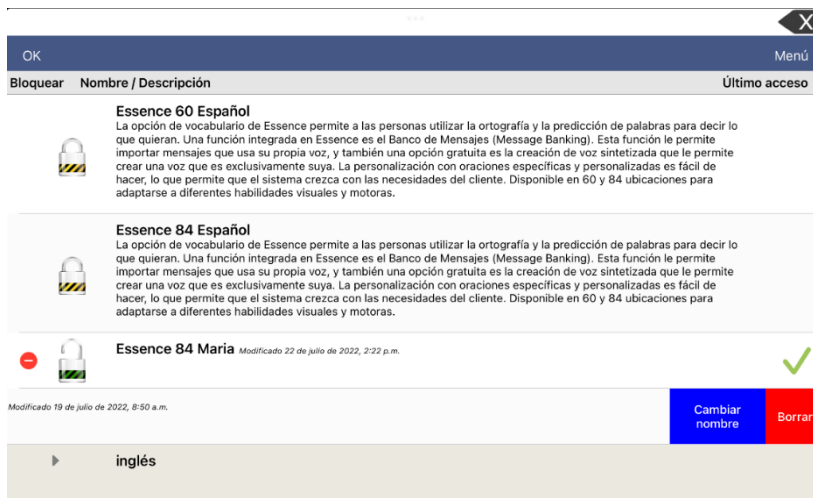 X
OK Menú
Bloquear Nombre / Descripción Último acceso
Essence 60 Español
La opción de vocabulario de Essence permite a las personas utilizar la ortografía y la predicción de palabras para decir lo
que quieran. Una función integrada en Essence es el Banco de Mensajes (Message Banking). Esta función le permite
importar mensajes que usa su propia voz, y también una opción gratuita es la creación de voz sintetizada que le permite
crear una voz que es exclusivamente suya. La personalización con oraciones específicas y personalizadas es fácil de
hacer, lo que permite que el sistema crezca con las necesidades del cliente. Disponible en 60 y 84 ubicaciones para
adaptarse a diferentes habilidades visuales y motoras.
Essence 84 Español
La opción de vocabulario de Essence permite a las personas utilizar la ortografía y la predicción de palabras para decir lo
que quieran. Una función integrada en Essence es el Banco de Mensajes (Message Banking). Esta función le permite
importar mensajes que usa su propia voz, y también una opción gratuita es la creación de voz sintetizada que le permite
crear una voz que es exclusivamente suya. La personalización con oraciones específicas y personalizadas es fácil de
hacer, lo que permite que el sistema crezca con las necesidades del cliente. Disponible en 60 y 84 ubicaciones para
adaptarse a diferentes habilidades visuales y motoras.
Essence 84 Maria Modificado 22 de julio de 2022, 2:22 p.m.
Modificado 19 de julio de 2022, 8:50 a.m.
Cambiar
nombre
Borrar
inglés